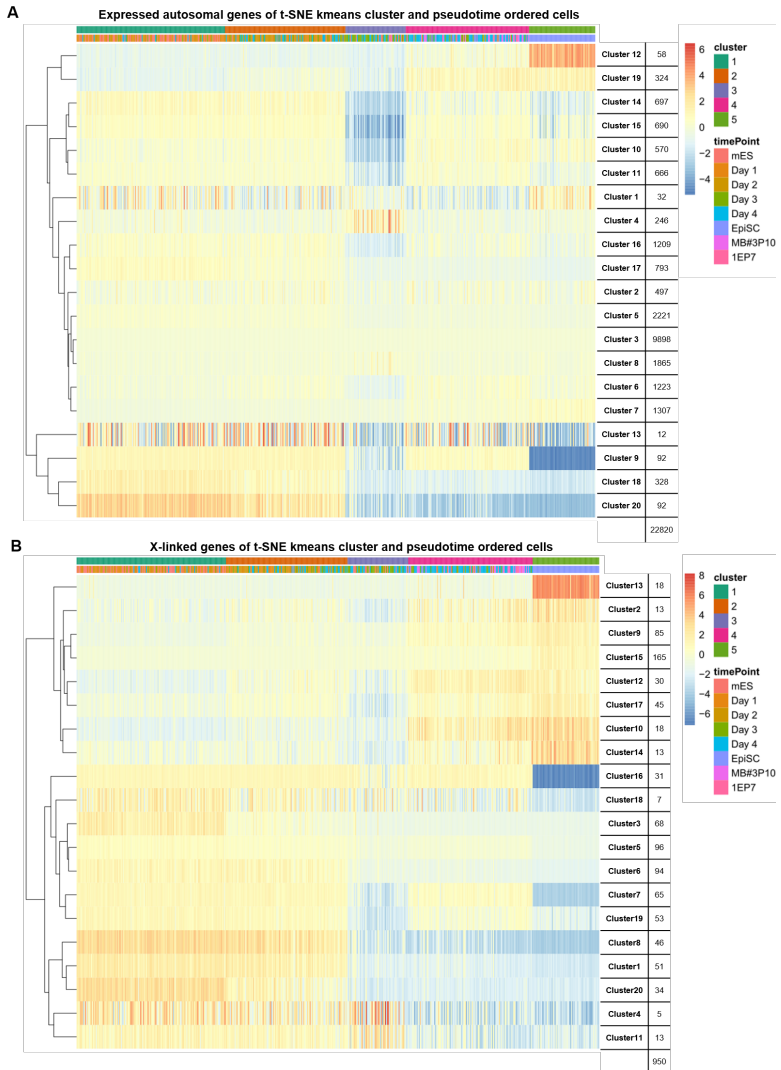 A
Expressed autosomal genes of t-SNE kmeans cluster and pseudotime ordered cells
Cluster 12 58
Cluster 19 324
Cluster 14 697
Cluster 15 690
Cluster 10 570
Cluster 11 666
Cluster 1 32
Cluster 4 246
Cluster 16 1209
Cluster 17 793
Cluster 2 497
Cluster 5 2221
Cluster 3 9898
Cluster 8 1865
Cluster 6 1223
Cluster 7 1307
Cluster 13 12
Cluster 9 92
Cluster 18 328
Cluster 20 92
22820
6
4
2
0
−2
−4
cluster
1
2
3
4
5
timePoint
mES
Day 1
Day 2
Day 3
Day 4
EpiSC
MB#3P10
1EP7
B
X-linked genes of t-SNE kmeans cluster and pseudotime ordered cells
Cluster13 18
Cluster2 13
Cluster9 85
Cluster15 165
Cluster12 30
Cluster17 45
Cluster10 18
Cluster14 13
Cluster16 31
Cluster18 7
Cluster3 68
Cluster5 96
Cluster6 94
Cluster7 65
Cluster19 53
Cluster8 46
Cluster1 51
Cluster20 34
Cluster4 5
Cluster11 13
950
8
6
4
2
0
−2
−4
−6
cluster
1
2
3
4
5
timePoint
mES
Day 1
Day 2
Day 3
Day 4
EpiSC
MB#3P10
1EP7